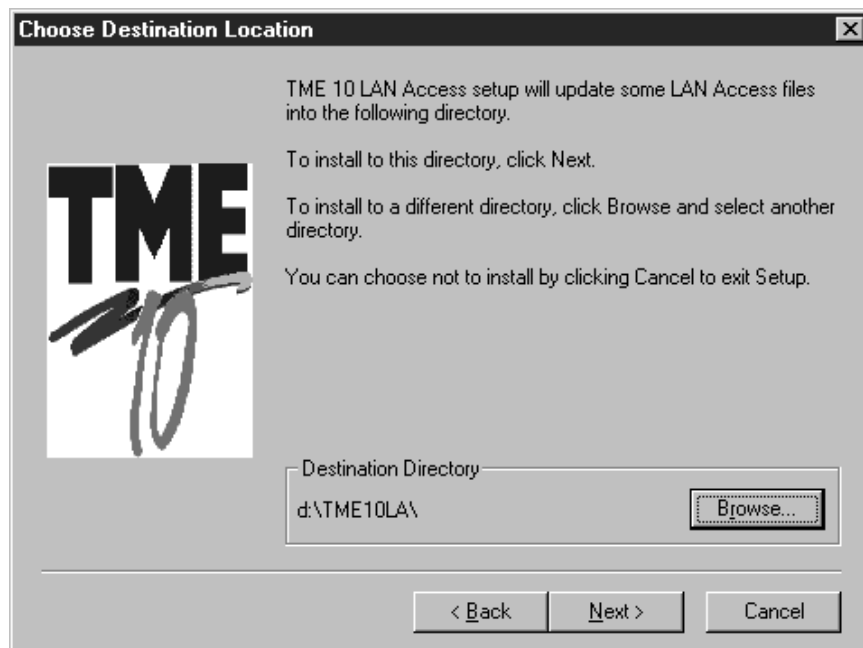 Choose Destination Location
TME 10 LAN Access setup will update some LAN Access files
into the following directory.
To install to this directory, click Next.
To install to a different directory, click Browse and select another
directory.
You can choose not to install by clicking Cancel to exit Setup.
TME
10
Destination Directory
d:\TME10LA\
Browse...
< Back
Next >
Cancel